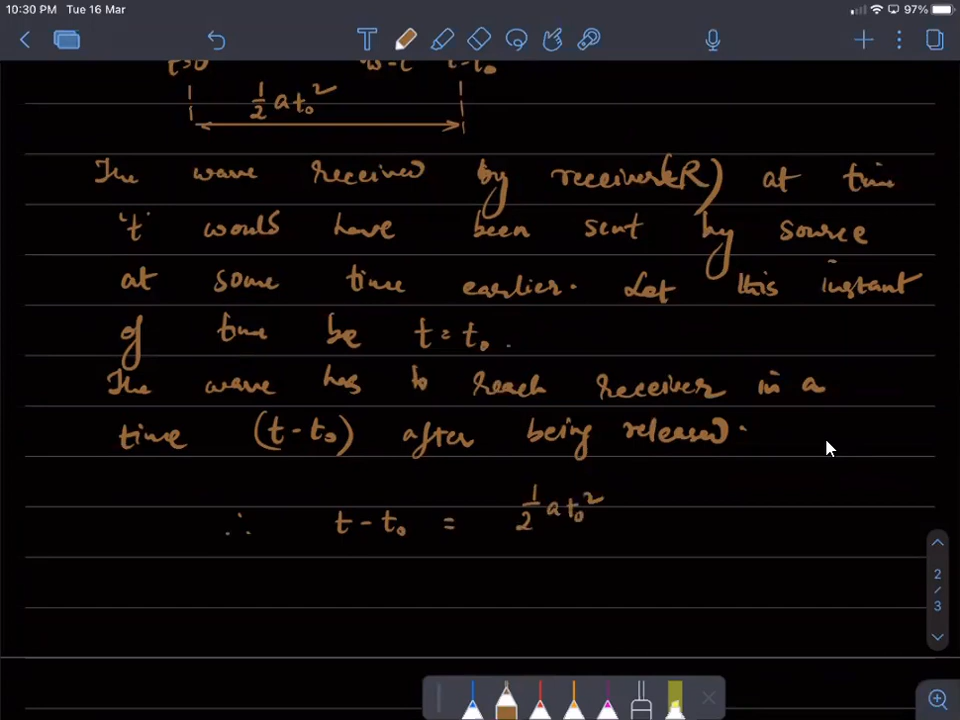 10:30 PM Tue 16 Mar
97%
1/2 at₀²
The wave received by receiver(R) at time
't' would have been sent by source
at some time earlier. Let this instant
of time be t = t₀.
The wave has to reach receiver in a
time (t - t₀) after being released.
∴ t - t₀ = 1/2 at₀²
2
/
3